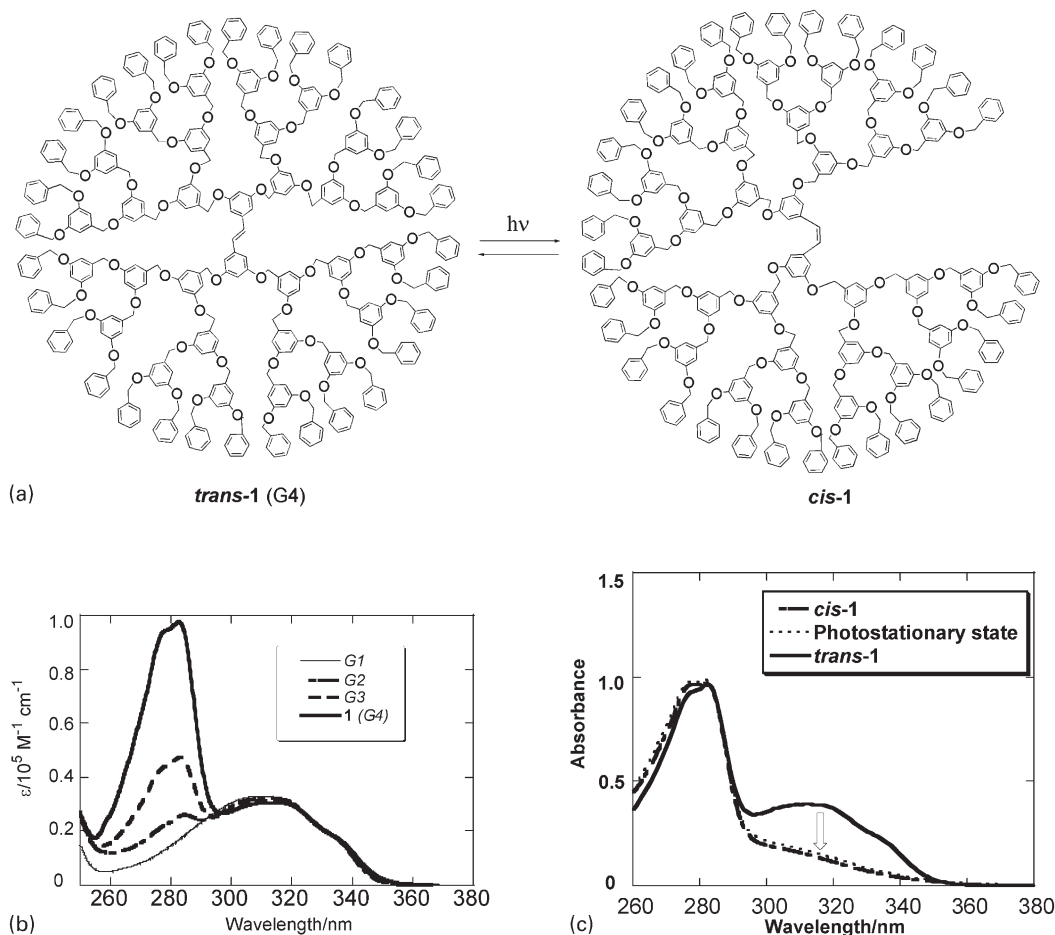 hν
(a)
trans-1 (G4)
cis-1
ε/10⁵ M⁻¹ cm⁻¹
1.0
0.8
0.6
0.4
0.2
0
260 280 300 320 340 360 380
Wavelength/nm
G1
G2
G3
1 (G4)
(b)
Absorbance
1.5
1.0
0.5
0
260 280 300 320 340 360 380
Wavelength/nm
cis-1
Photostationary state
trans-1
(c)